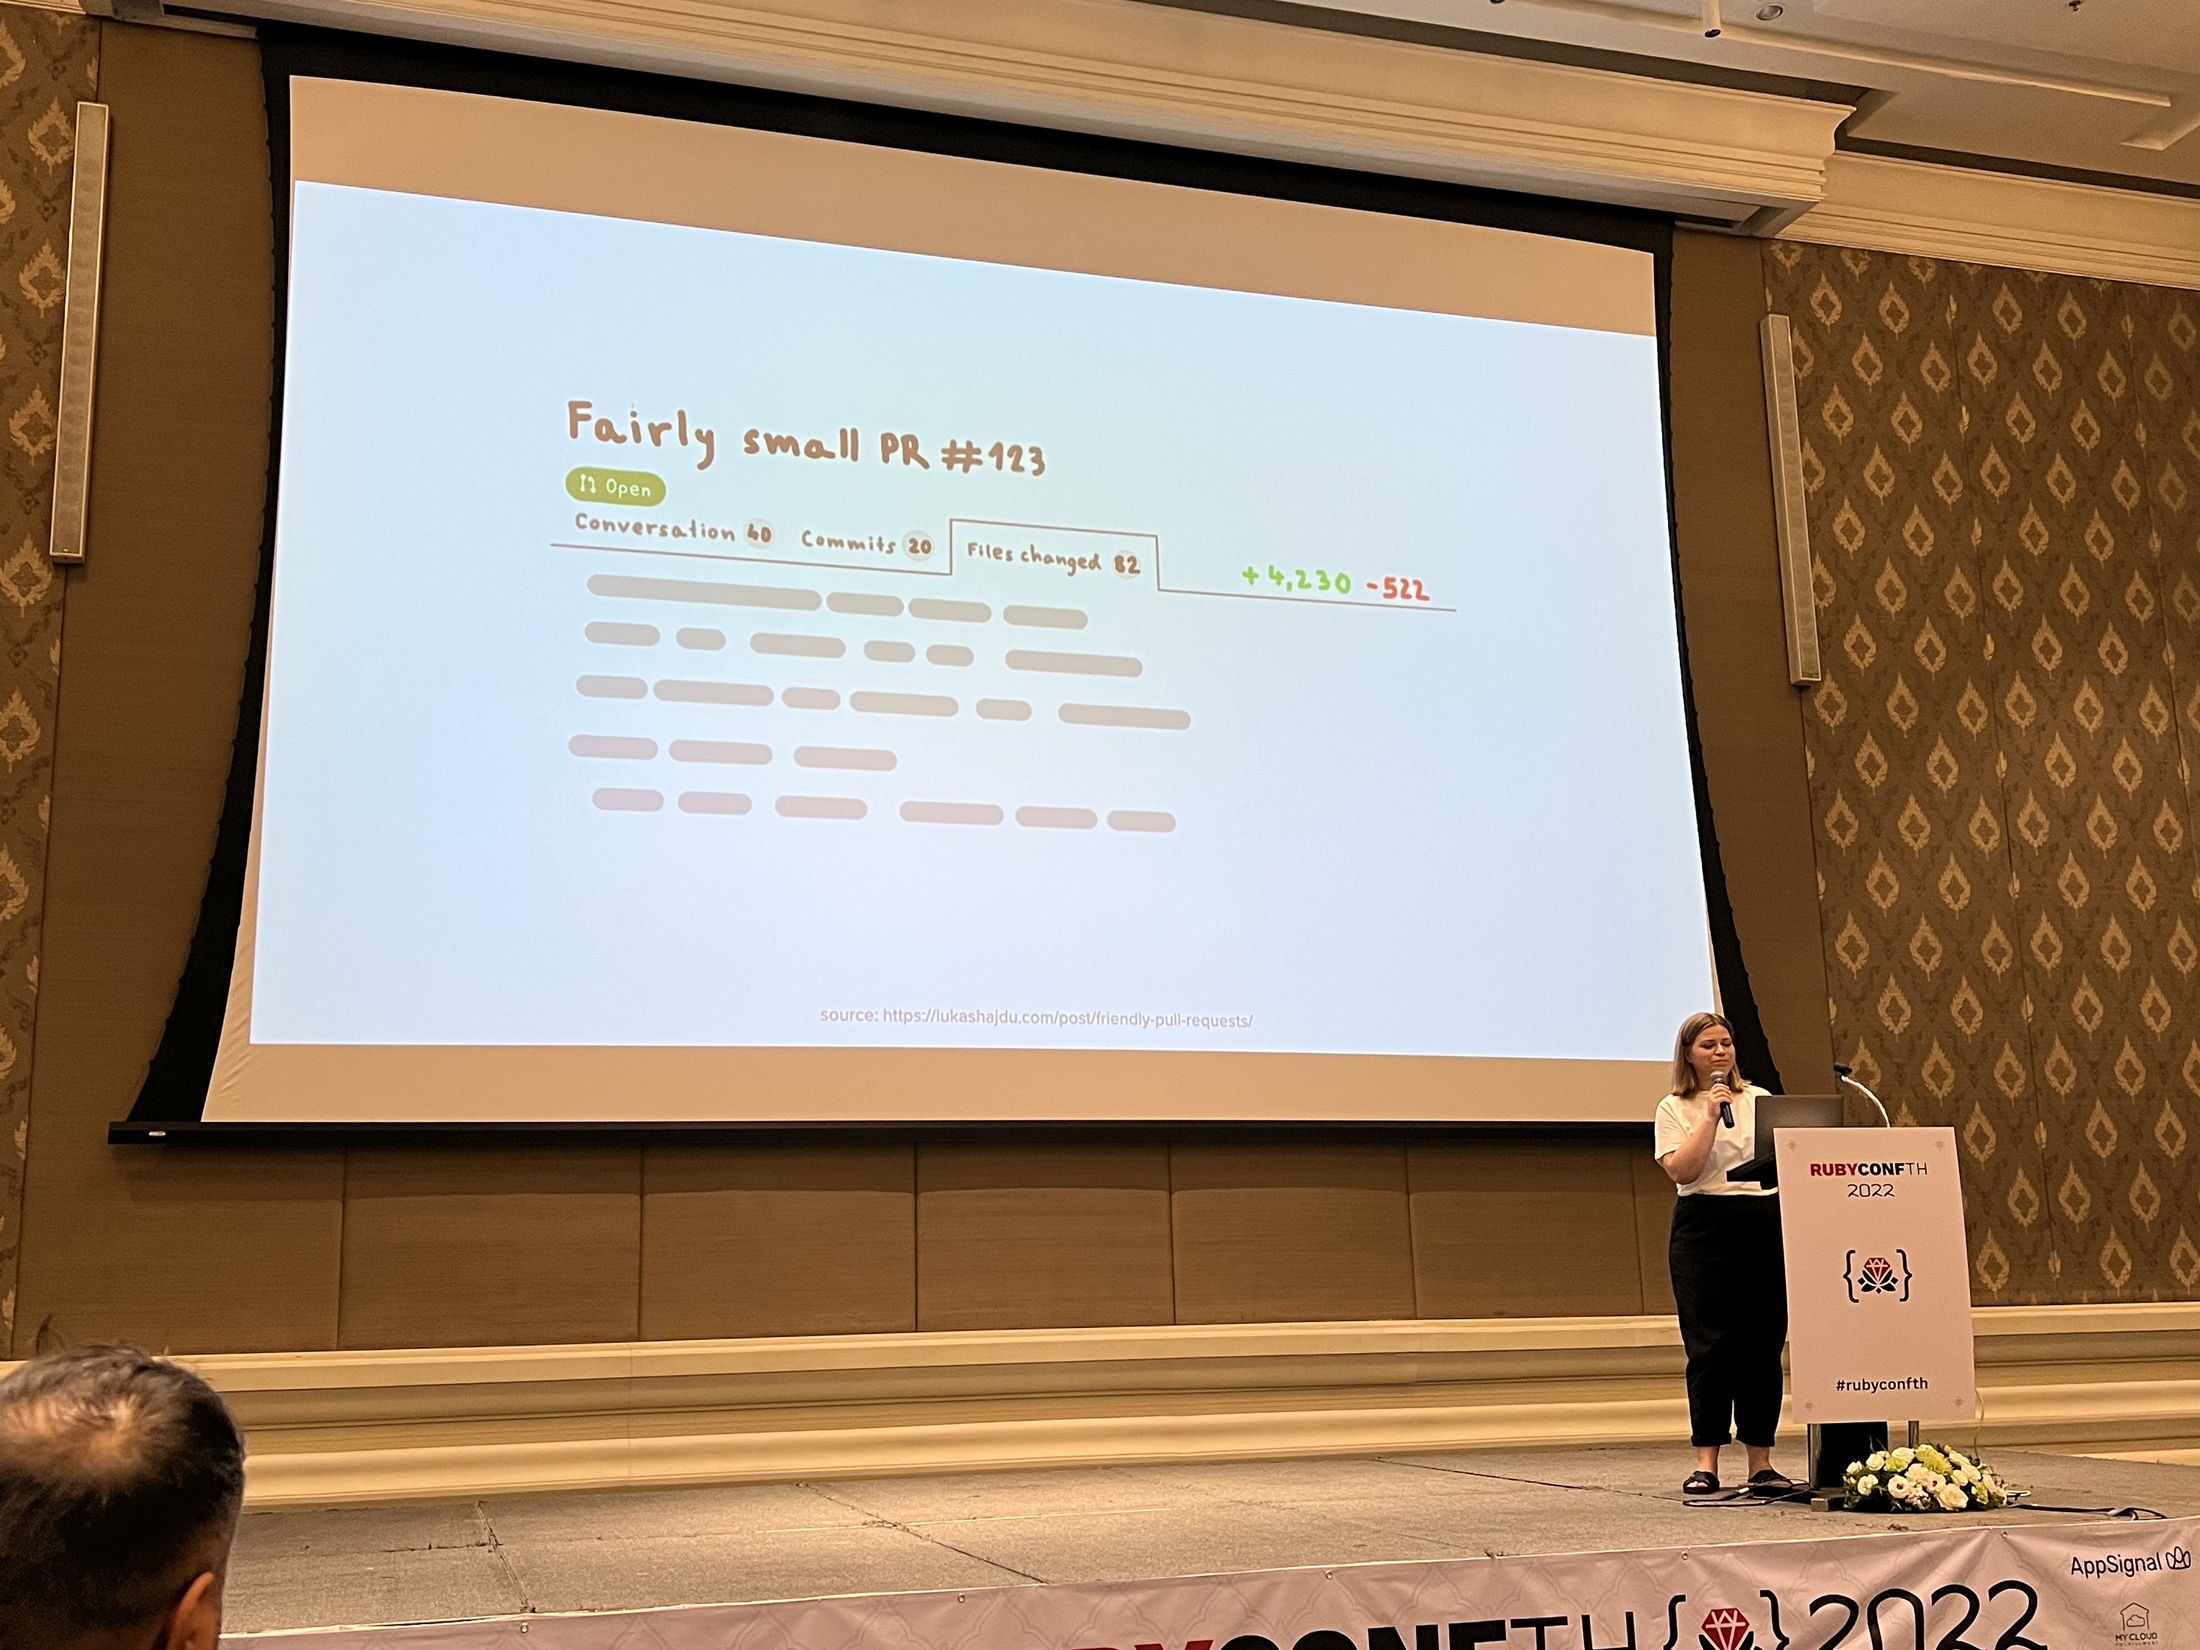 Fairly small PR #123
Open
Conversation 40 Commits 20 Files changed 82 +4,230 -522
source: https://lukashajdu.com/post/friendly-pull-requests/
RUBYCONFTH
2022
#rubyconfth
AppSignal
RUBYCONFTH 2022
MY CLOUD